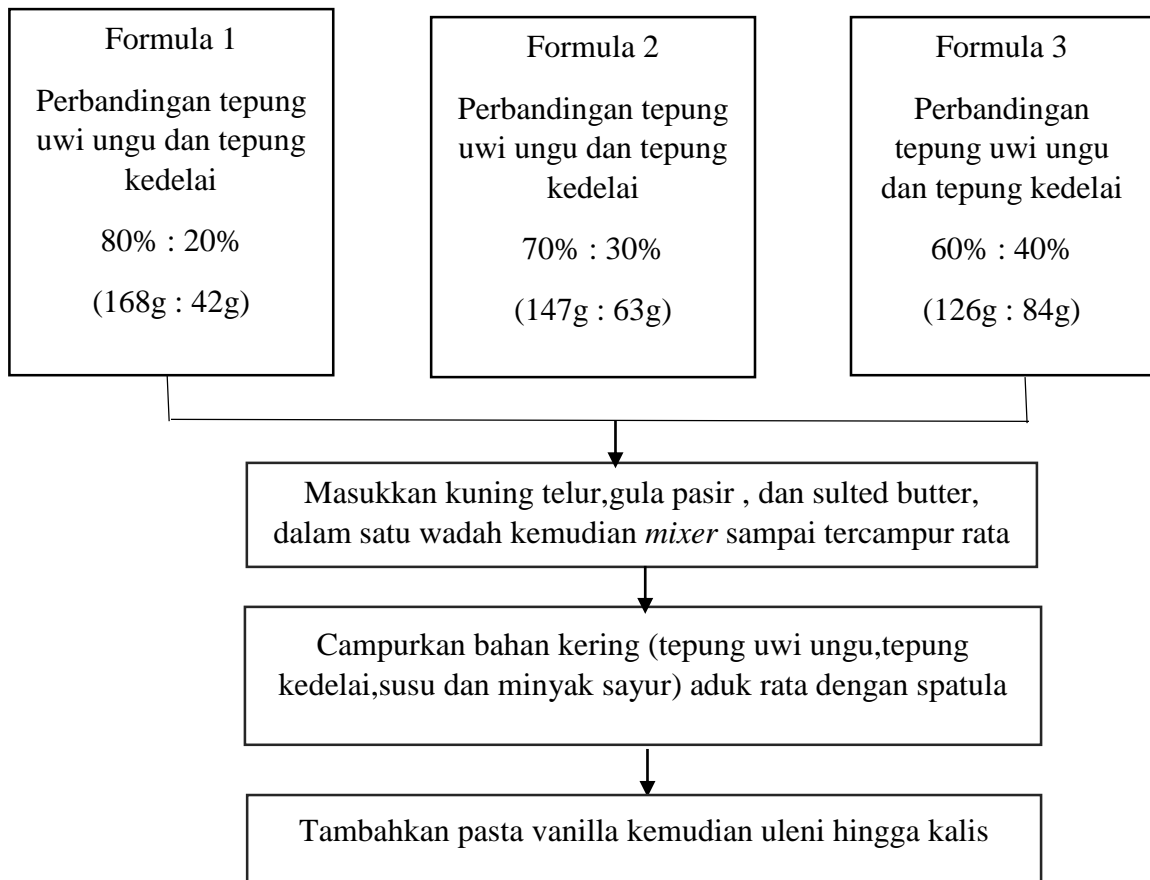 Formula 1
Perbandingan tepung
uwi ungu dan tepung
kedelai
80% : 20%
(168g : 42g)
Formula 2
Perbandingan tepung
uwi ungu dan tepung
kedelai
70% : 30%
(147g : 63g)
Formula 3
Perbandingan
tepung uwi ungu
dan tepung kedelai
60% : 40%
(126g : 84g)
Masukkan kuning telur,gula pasir , dan sulted butter,
dalam satu wadah kemudian mixer sampai tercampur rata
Campurkan bahan kering (tepung uwi ungu,tepung
kedelai,susu dan minyak sayur) aduk rata dengan spatula
Tambahkan pasta vanilla kemudian uleni hingga kalis